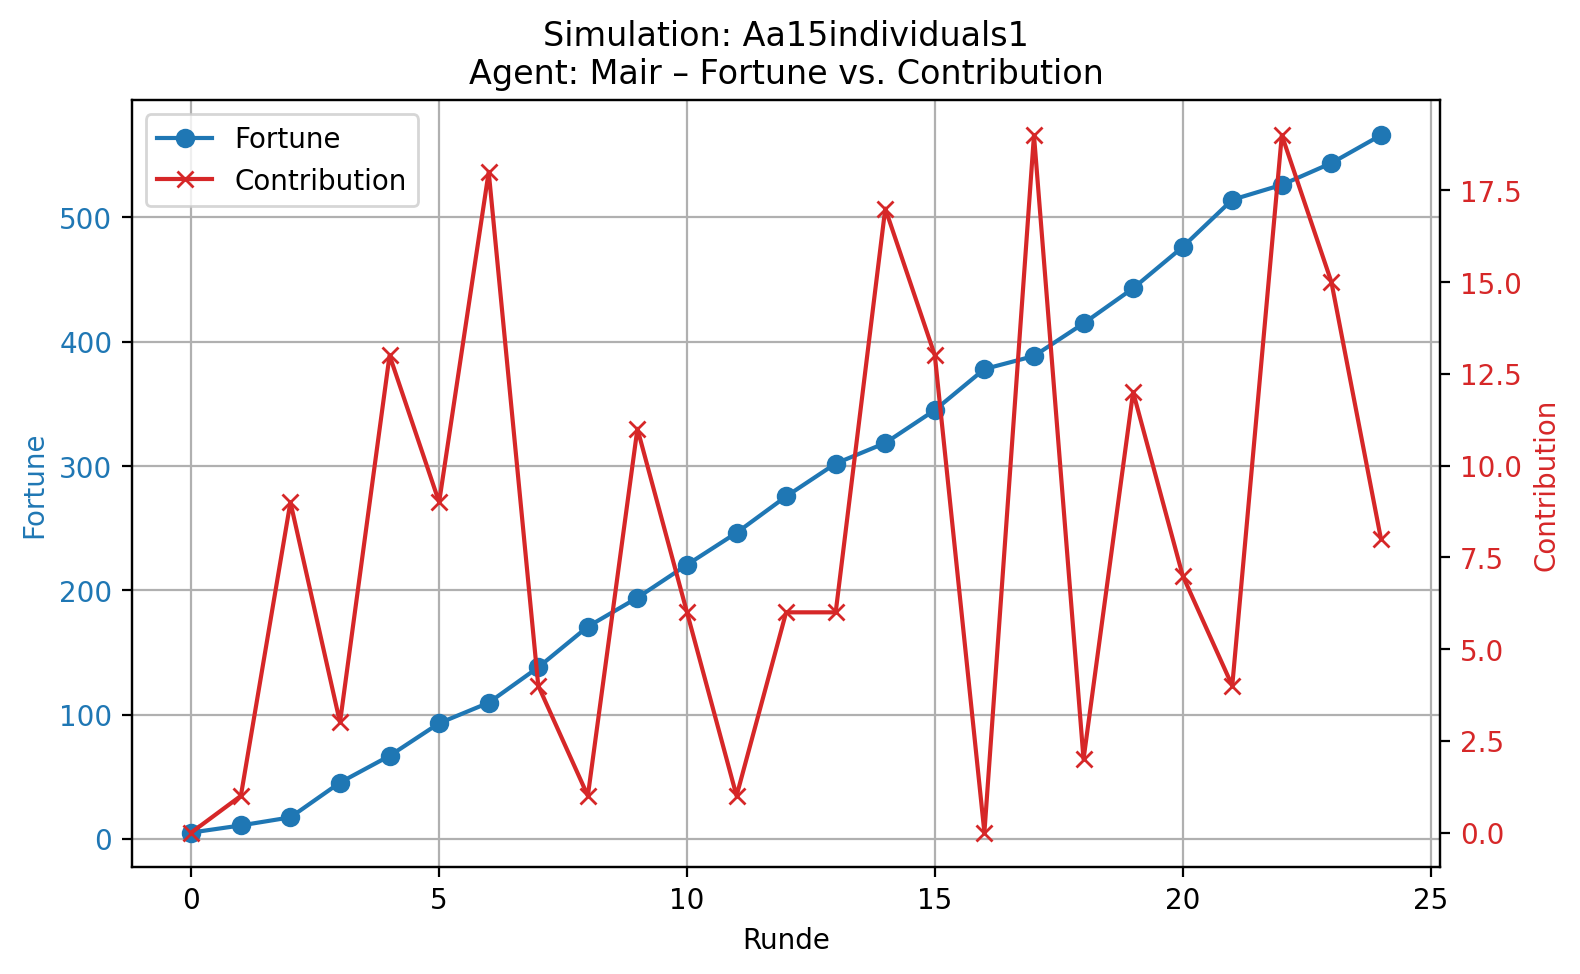 Simulation: Aa15individuals1
Agent: Mair – Fortune vs. Contribution
Fortune
Contribution
500
400
300
200
100
0
Fortune
17.5
15.0
12.5
10.0
7.5
5.0
2.5
0.0
Contribution
0 5 10 15 20 25
Runde